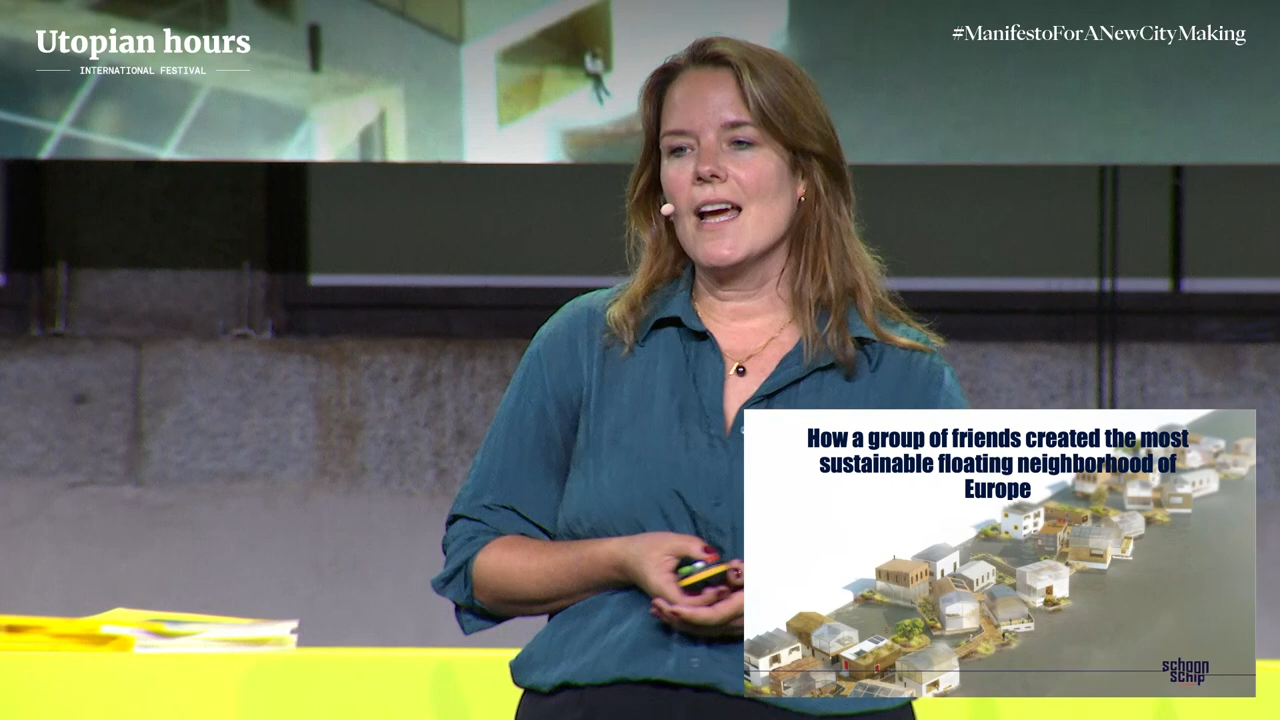 Utopian hours
INTERNATIONAL FESTIVAL
#ManifestoForANewCityMaking
How a group of friends created the most
sustainable floating neighborhood of
Europe
schoon
schip